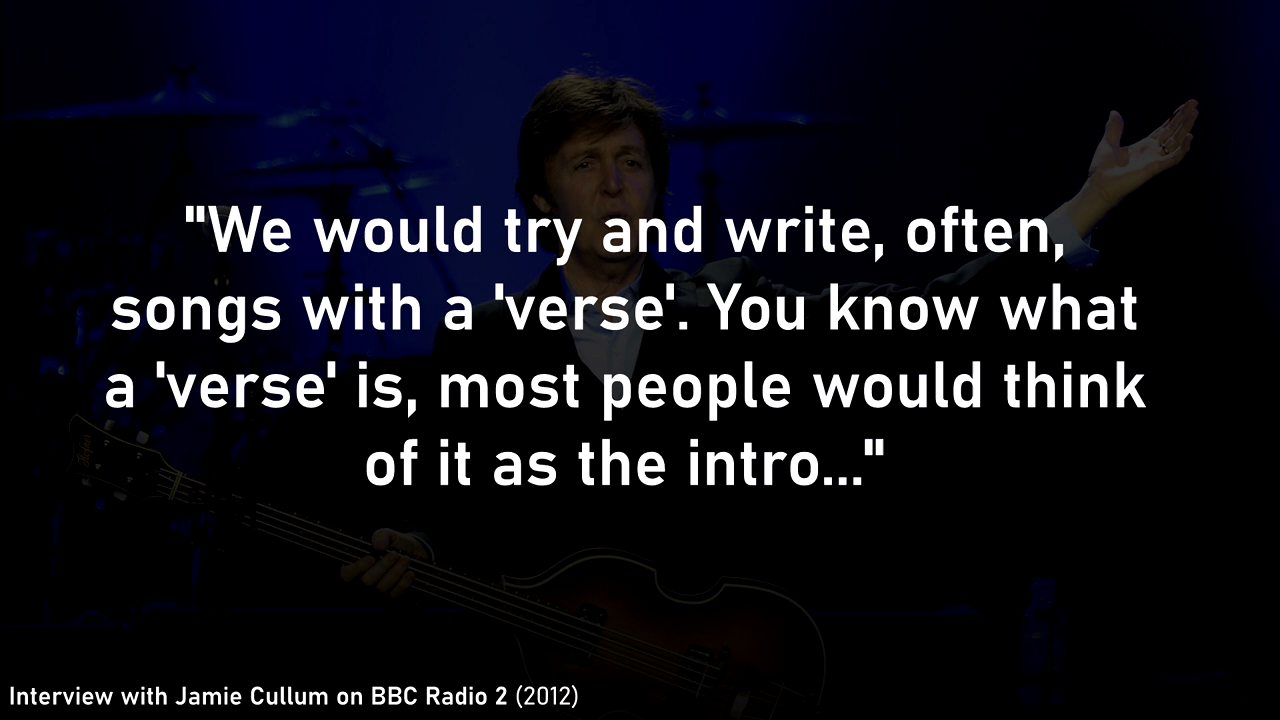 "We would try and write, often,
songs with a 'verse'. You know what
a 'verse' is, most people would think
of it as the intro..."
Interview with Jamie Cullum on BBC Radio 2 (2012)